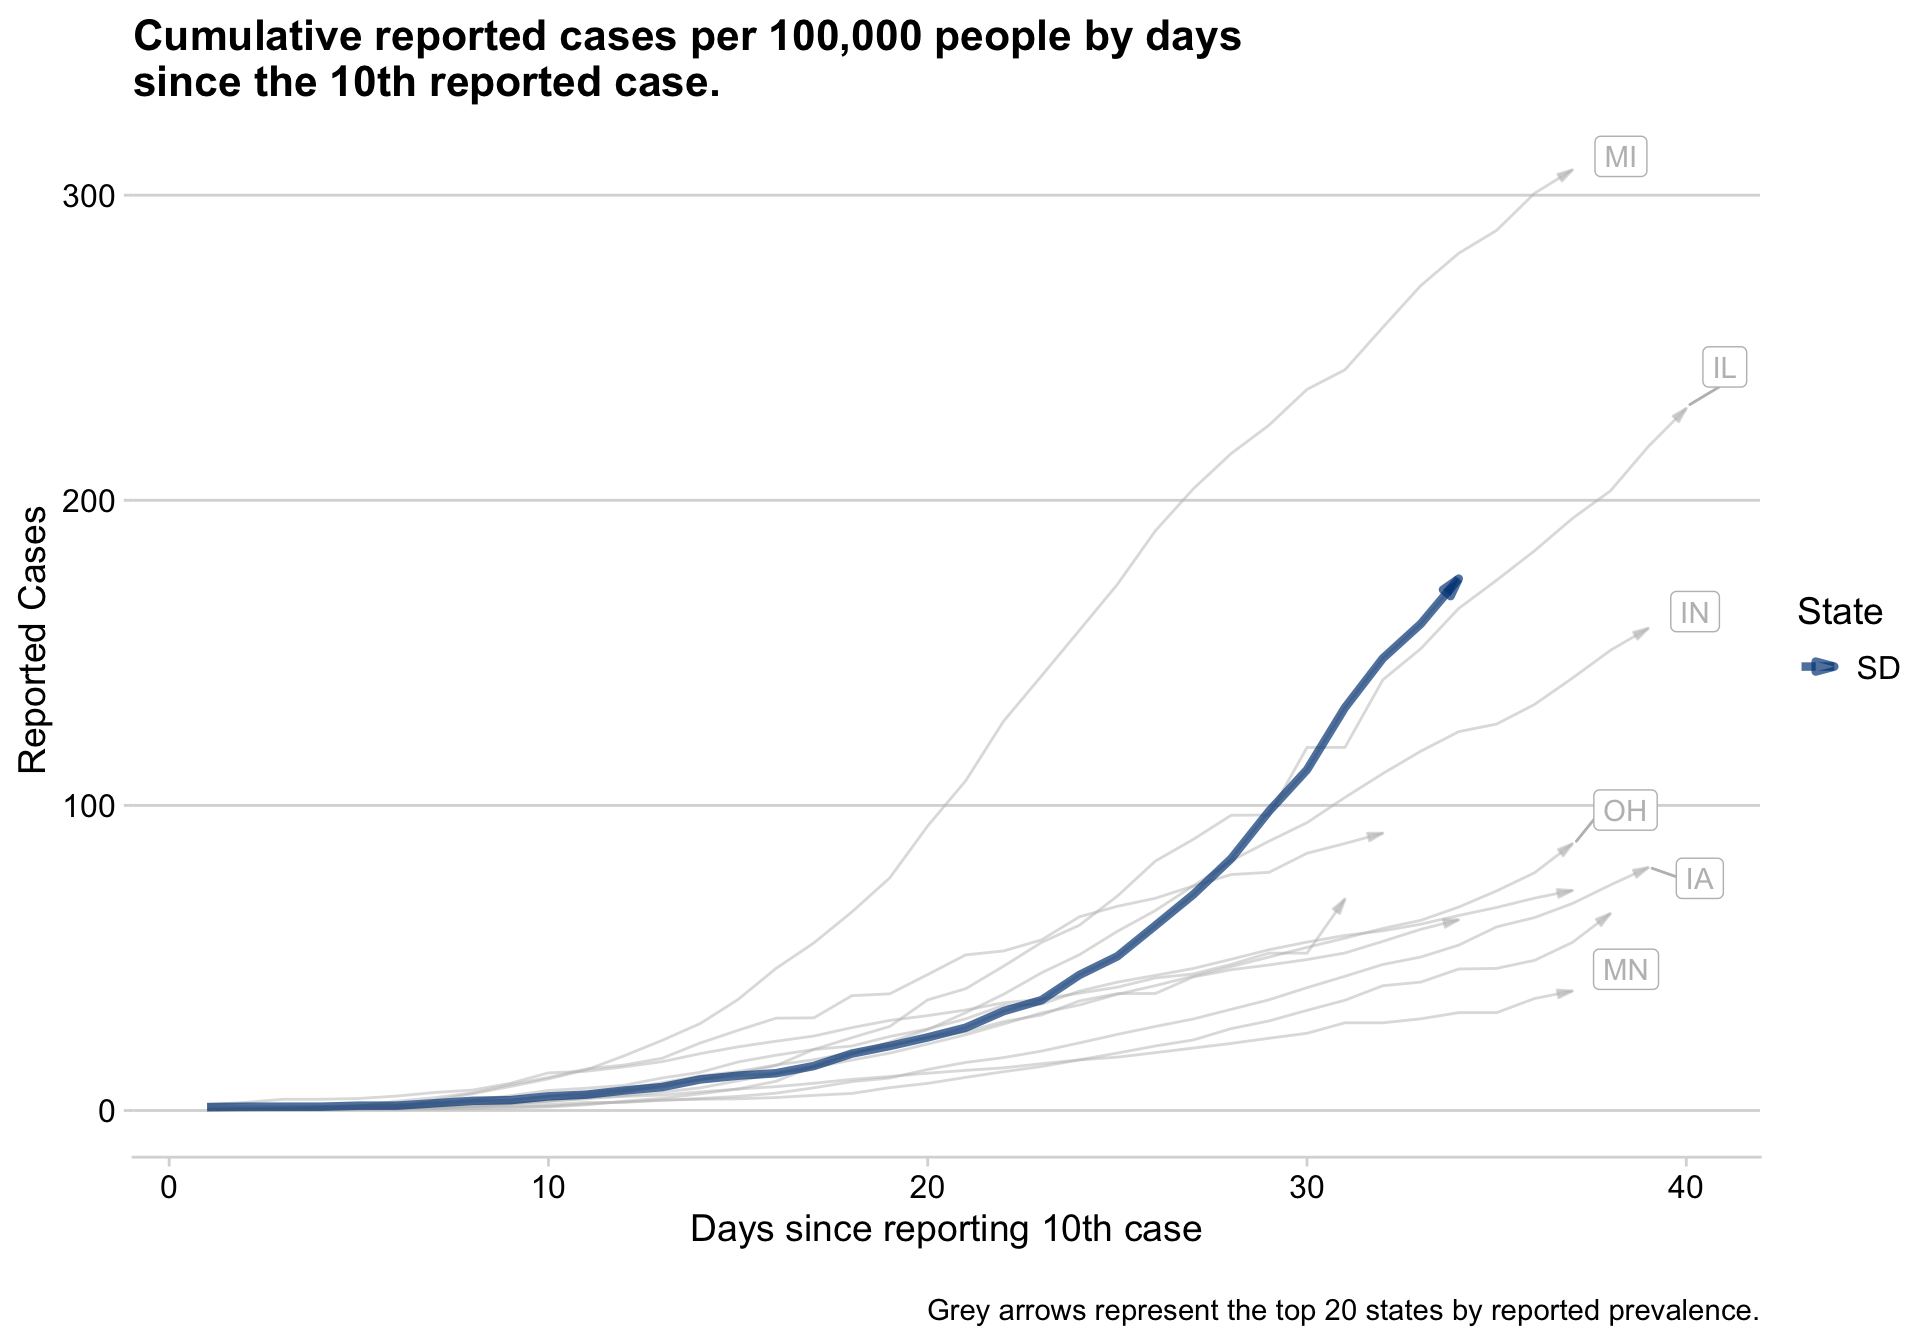 Cumulative reported cases per 100,000 people by days
since the 10th reported case.
MI
300
IL
200
Reported Cases
IN
State
SD
100
OH
IA
MN
0
0 10 20 30 40
Days since reporting 10th case
Grey arrows represent the top 20 states by reported prevalence.